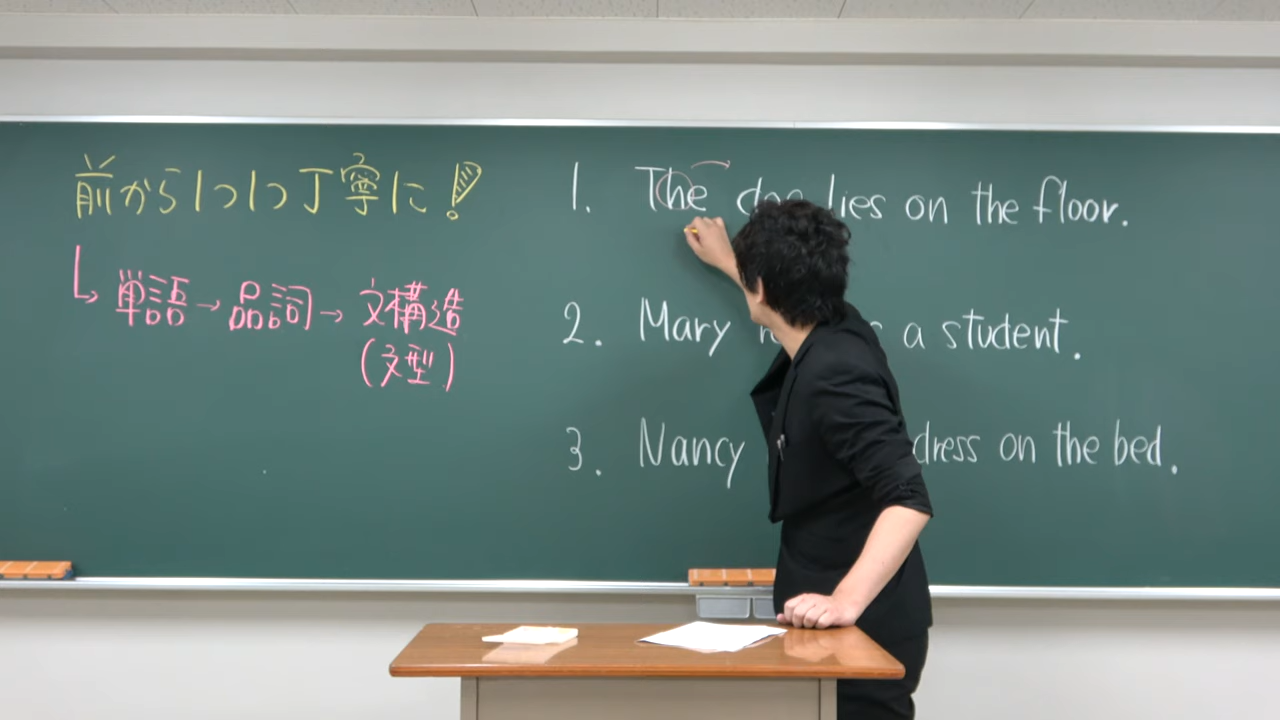 前から1つ1つ丁寧に!
↳ 単語→品詞→文構造
(文型)
1. The dog lies on the floor.
2. Mary a student.
3. Nancy dress on the bed.